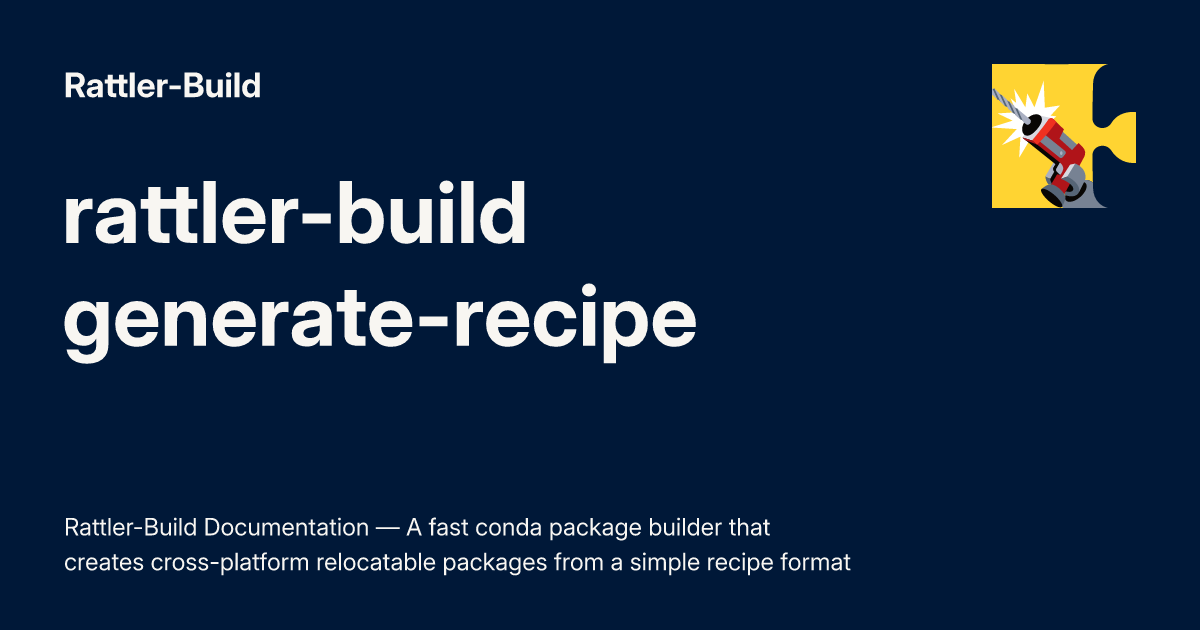 Rattler-Build
rattler-build
generate-recipe
Rattler-Build Documentation — A fast conda package builder that
creates cross-platform relocatable packages from a simple recipe format